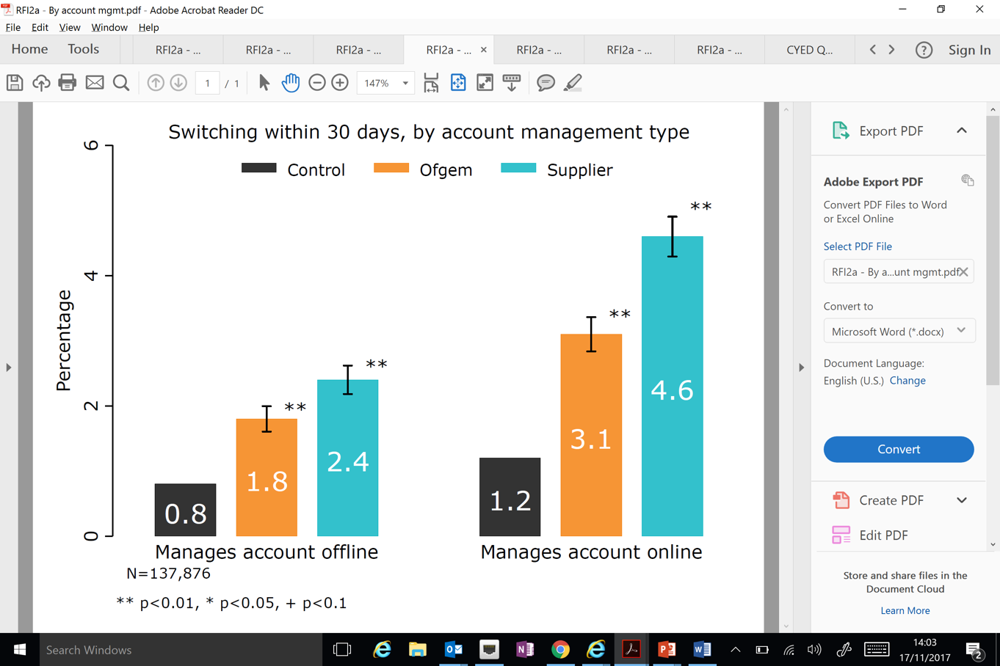 RFI2a - By account mgmt.pdf - Adobe Acrobat Reader DC
File Edit View Window Help
Home Tools RFI2a - ... RFI2a - ... RFI2a - ... RFI2a - ... × RFI2a - ... RFI2a - ... RFI2a - ... CYED Q... ? Sign In
1 / 1 147%
Switching within 30 days, by account management type
Control Ofgem Supplier
Percentage
6
4
2
0
**
**
**
**
0.8
1.8
2.4
1.2
3.1
4.6
Manages account offline Manages account online
N=137,876
** p<0.01, * p<0.05, + p<0.1
Export PDF
Adobe Export PDF
Convert PDF Files to Word
or Excel Online
Select PDF File
RFI2a - By a...unt mgmt.pdf
Convert to
Microsoft Word (*.docx)
Document Language:
English (U.S.) Change
Convert
Create PDF
Edit PDF
Store and share files in the
Document Cloud
Learn More
Search Windows
14:03
17/11/2017
2